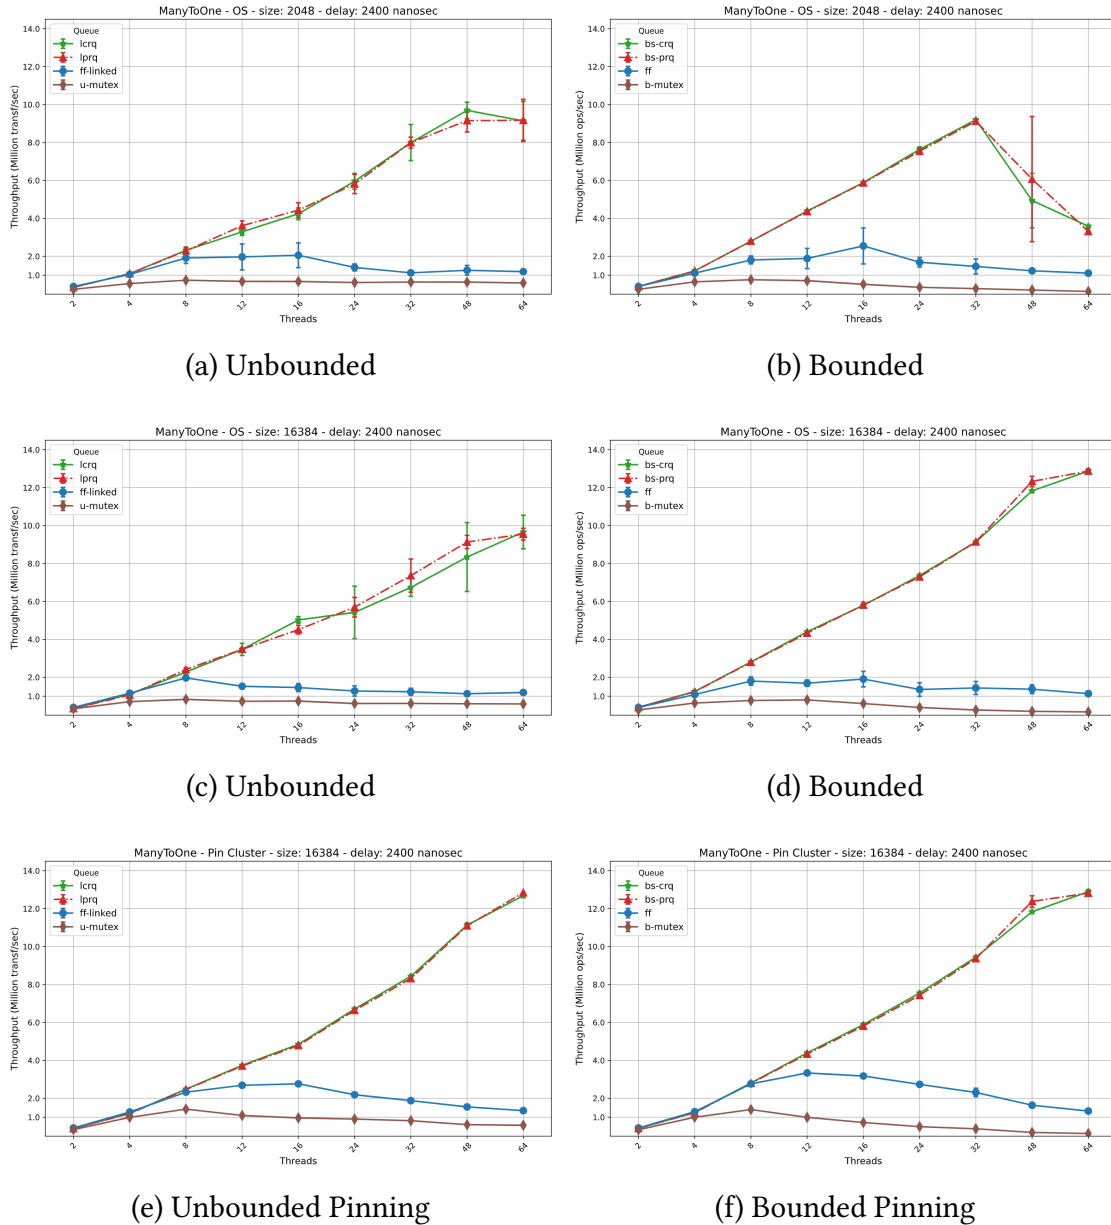 ManyToOne - OS - size: 2048 - delay: 2400 nanosec
Throughput (Million transf/sec)
14.0
12.0
10.0
8.0
6.0
4.0
2.0
1.0
Queue
lcrq
lprq
ff-linked
u-mutex
2 4 8 12 16 24 32 48 64
Threads
(a) Unbounded
ManyToOne - OS - size: 2048 - delay: 2400 nanosec
Throughput (Million ops/sec)
14.0
12.0
10.0
8.0
6.0
4.0
2.0
1.0
Queue
bs-crq
bs-prq
ff
b-mutex
2 4 8 12 16 24 32 48 64
Threads
(b) Bounded
ManyToOne - OS - size: 16384 - delay: 2400 nanosec
Throughput (Million transf/sec)
14.0
12.0
10.0
8.0
6.0
4.0
2.0
1.0
Queue
lcrq
lprq
ff-linked
u-mutex
2 4 8 12 16 24 32 48 64
Threads
(c) Unbounded
ManyToOne - OS - size: 16384 - delay: 2400 nanosec
Throughput (Million ops/sec)
14.0
12.0
10.0
8.0
6.0
4.0
2.0
1.0
Queue
bs-crq
bs-prq
ff
b-mutex
2 4 8 12 16 24 32 48 64
Threads
(d) Bounded
ManyToOne - Pin Cluster - size: 16384 - delay: 2400 nanosec
Throughput (Million transf/sec)
14.0
12.0
10.0
8.0
6.0
4.0
2.0
1.0
Queue
lcrq
lprq
ff-linked
u-mutex
2 4 8 12 16 24 32 48 64
Threads
(e) Unbounded Pinning
ManyToOne - Pin Cluster - size: 16384 - delay: 2400 nanosec
Throughput (Million ops/sec)
14.0
12.0
10.0
8.0
6.0
4.0
2.0
1.0
Queue
bs-crq
bs-prq
ff
b-mutex
2 4 8 12 16 24 32 48 64
Threads
(f) Bounded Pinning